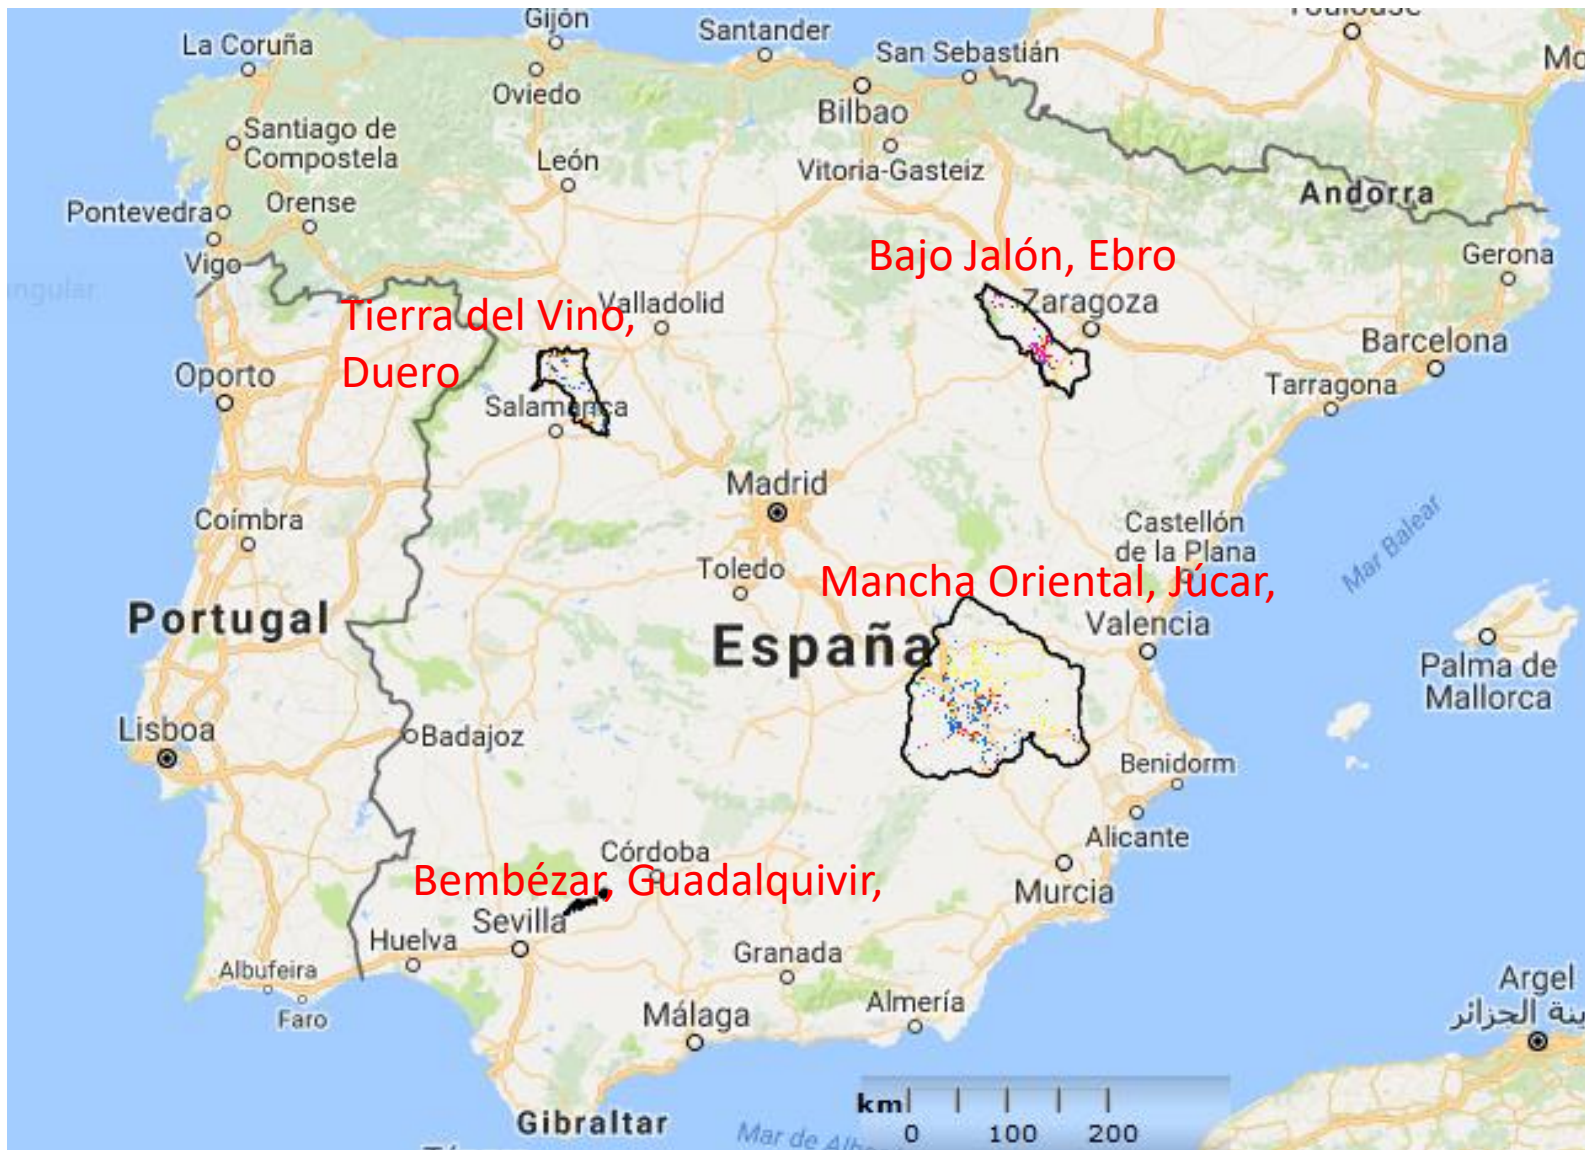 Gijón
La Coruña
Santander
San Sebastián
Oviedo
Bilbao
Santiago de
Compostela
León
Vitoria-Gasteiz
Andorra
Pontevedra
Orense
Vigo
Gerona
Bajo Jalón, Ebro
Tierra del Vino,
Duero
Valladolid
Zaragoza
Barcelona
Oporto
Salamanca
Tarragona
Madrid
Coímbra
Castellón
de la Plana
Mar Balear
Toledo
Mancha Oriental, Júcar,
Portugal
España
Valencia
Palma de
Mallorca
Lisboa
Badajoz
Benidorm
Alicante
Córdoba
Bembézar, Guadalquivir,
Murcia
Sevilla
Huelva
Granada
Albufeira
Faro
Almería
Argel
Málaga
km
0 100 200
Gibraltar
Mar de